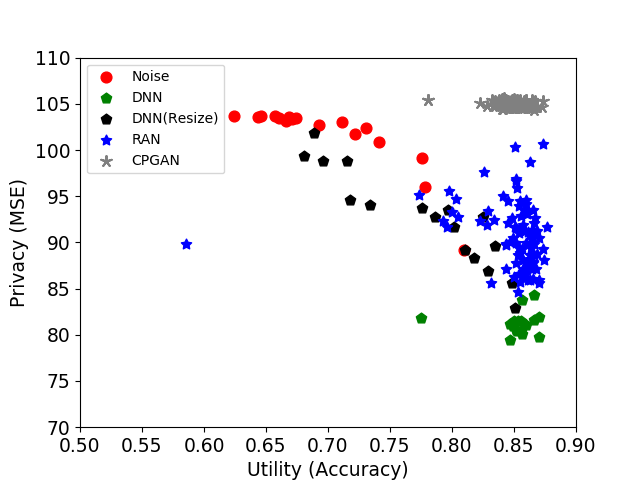 110
105
100
95
90
85
80
75
70
Privacy (MSE)
Noise
DNN
DNN(Resize)
RAN
CPGAN
0.50 0.55 0.60 0.65 0.70 0.75 0.80 0.85 0.90
Utility (Accuracy)